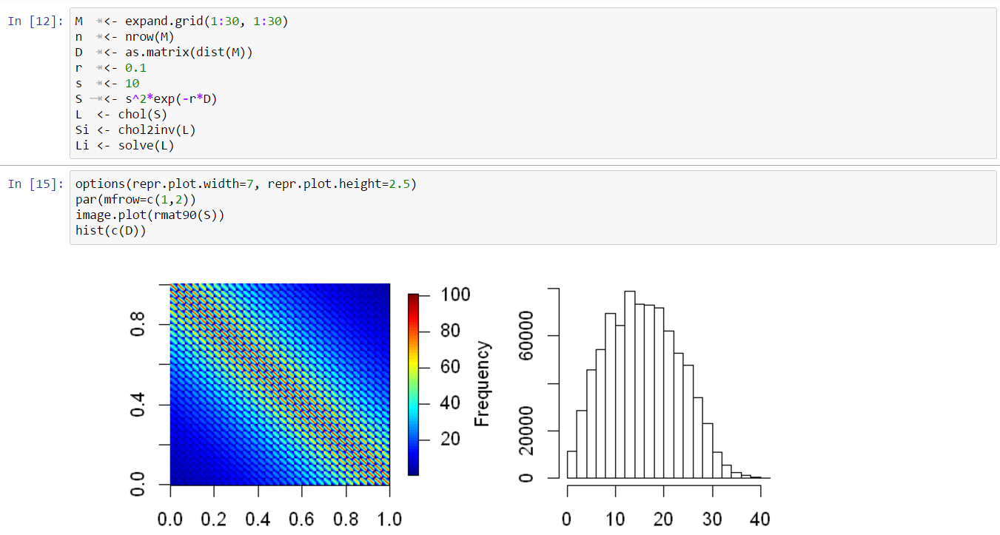 In [12]:
M <- expand.grid(1:30, 1:30)
n <- nrow(M)
D <- as.matrix(dist(M))
r <- 0.1
s <- 10
S <- s^2*exp(-r*D)
L <- chol(S)
Si <- chol2inv(L)
Li <- solve(L)
In [15]:
options(repr.plot.width=7, repr.plot.height=2.5)
par(mfrow=c(1,2))
image.plot(rmat90(S))
hist(c(D))
0.8
0.4
0.0
0.0 0.2 0.4 0.6 0.8 1.0
100
80
60
40
20
Frequency
60000
20000
0
0 10 20 30 40